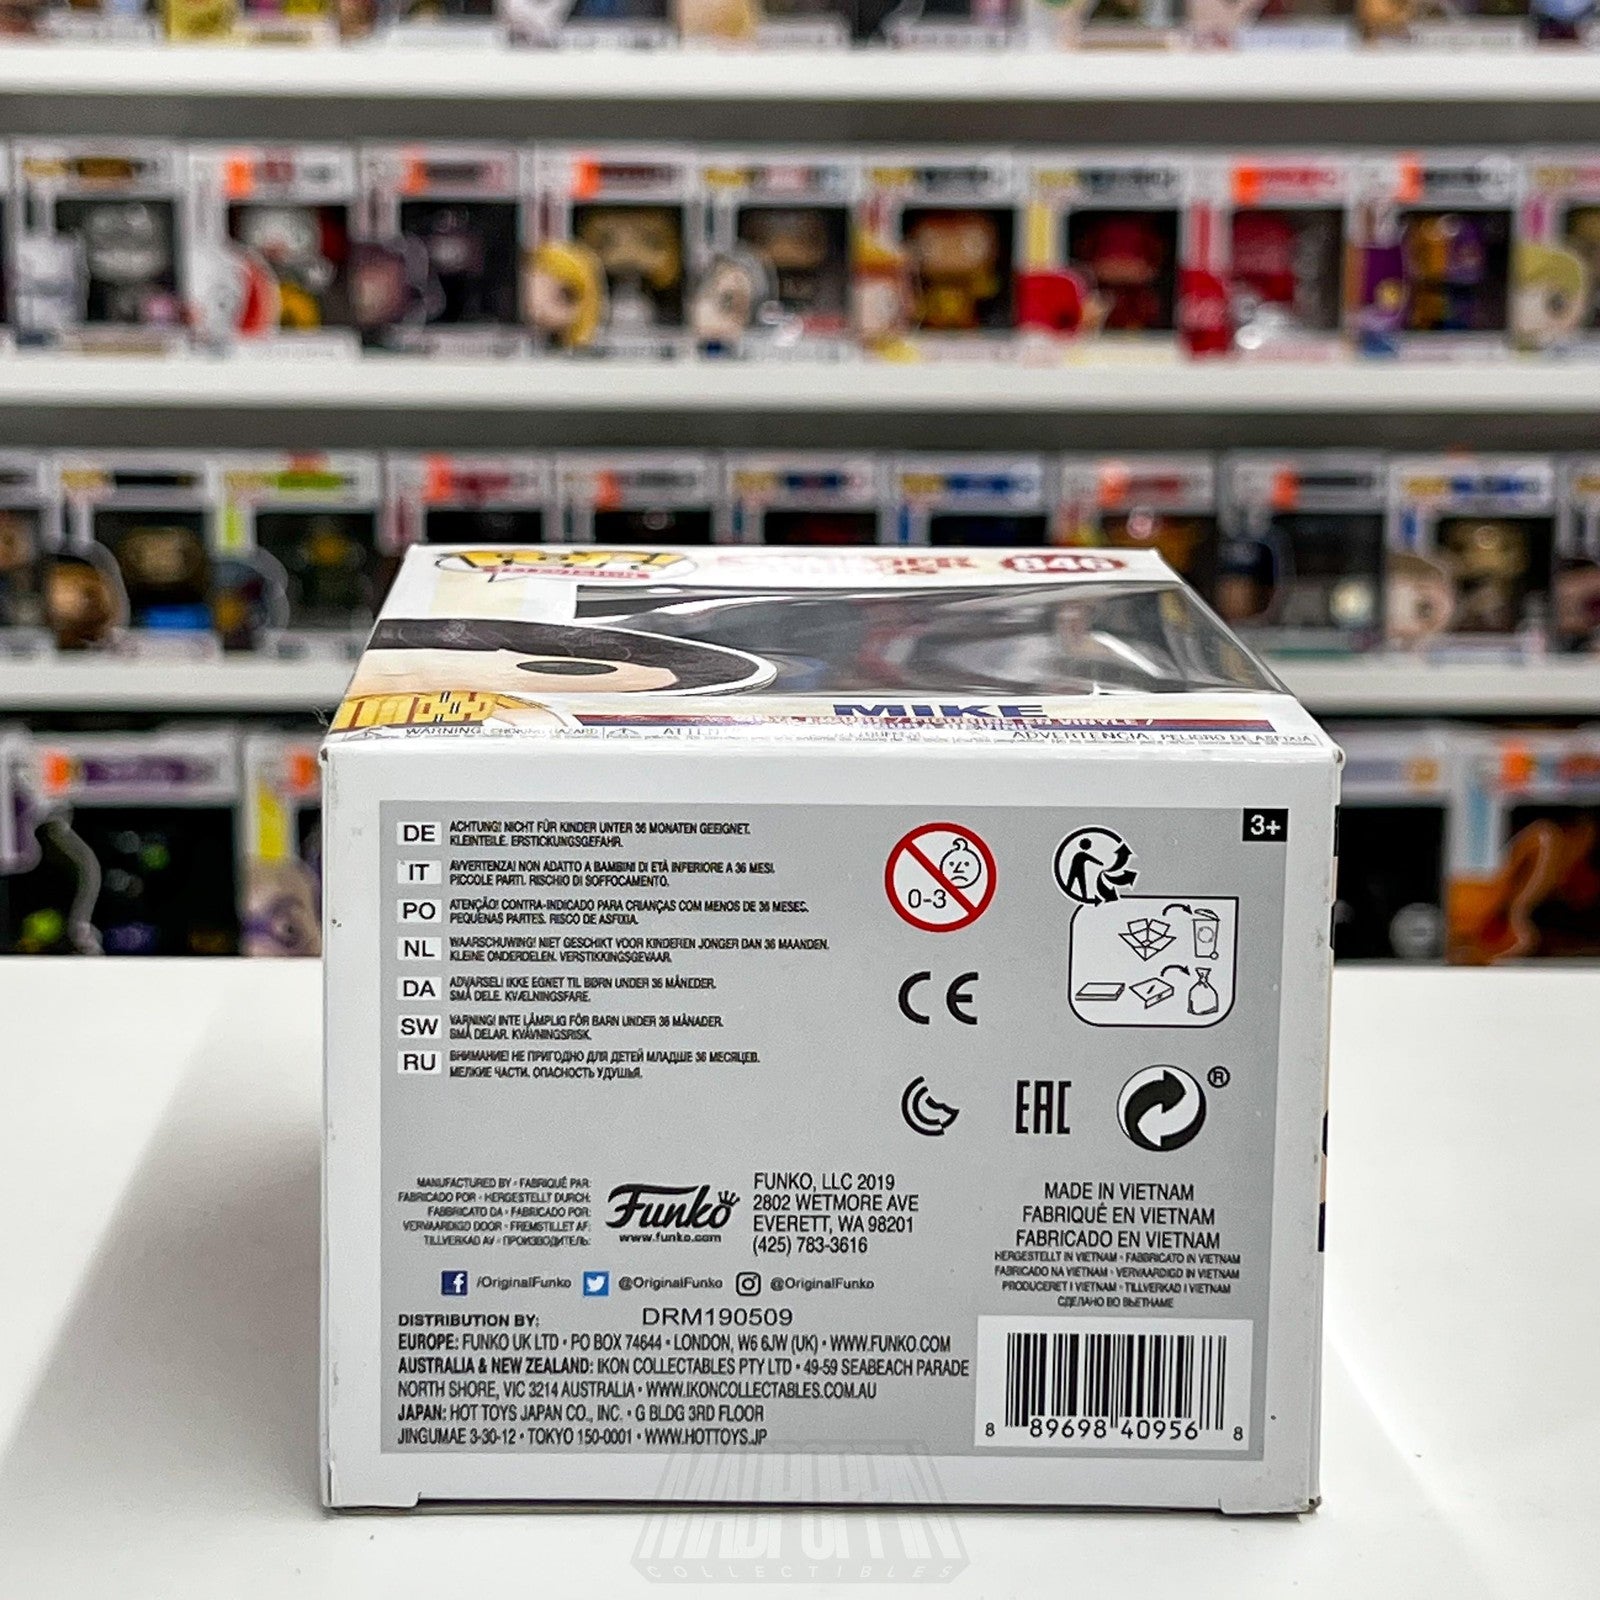 POP!
STRANGER
THINGS
846
MIKE
WARNING: CHOKING HAZARD
ADVERTENCIA PELIGRO DE ASFIXIA
3+
DE ACHTUNG! NICHT FÜR KINDER UNTER 36 MONATEN GEEIGNET.
KLEINTEILE. ERSTICKUNGSGEFAHR.
IT AVVERTENZA! NON ADATTO A BAMBINI DI ETÀ INFERIORE A 36 MESI.
PICCOLE PARTI. RISCHIO DI SOFFOCAMENTO.
PO ATENÇÃO! CONTRA-INDICADO PARA CRIANÇAS COM MENOS DE 36 MESES.
PEQUENAS PARTES. RISCO DE ASFIXIA.
NL WAARSCHUWING! NIET GESCHIKT VOOR KINDEREN JONGER DAN 36 MAANDEN.
KLEINE ONDERDELEN. VERSTIKKINGSGEVAAR.
DA ADVARSEL! IKKE EGNET TIL BØRN UNDER 36 MÅNEDER.
SMÅ DELE. KVÆLNINGSFARE.
SW VARNING! INTE LÄMPLIG FÖR BARN UNDER 36 MÅNADER.
SMÅ DELAR. KVÄVNINGSRISK.
RU ВНИМАНИЕ! НЕ ПРИГОДНО ДЛЯ ДЕТЕЙ МЛАДШЕ 36 МЕСЯЦЕВ.
МЕЛКИЕ ЧАСТИ. ОПАСНОСТЬ УДУШЬЯ.
0-3
CE
EAC
®
MANUFACTURED BY • FABRIQUÉ PAR:
FABRICADO POR • HERGESTELLT DURCH:
FABBRICATO DA • FABRICADO POR:
VERVAARDIGD DOOR • FREMSTILLET AF:
TILLVERKAD AV • ПРОИЗВОДИТЕЛЬ:
Funko
www.funko.com
FUNKO, LLC 2019
2802 WETMORE AVE
EVERETT, WA 98201
(425) 783-3616
MADE IN VIETNAM
FABRIQUÉ EN VIETNAM
FABRICADO EN VIETNAM
HERGESTELLT IN VIETNAM • FABBRICATO IN VIETNAM
FABRICADO NA VIETNAM • VERVAARDIGD IN VIETNAM
PRODUCERET I VIETNAM • TILLVERKAD I VIETNAM
СДЕЛАНО ВО ВЬЕТНАМЕ
/OriginalFunko @OriginalFunko @OriginalFunko
DISTRIBUTION BY: DRM190509
EUROPE: FUNKO UK LTD • PO BOX 74644 • LONDON, W6 6JW (UK) • WWW.FUNKO.COM
AUSTRALIA & NEW ZEALAND: IKON COLLECTABLES PTY LTD • 49-59 SEABEACH PARADE
NORTH SHORE, VIC 3214 AUSTRALIA • WWW.IKONCOLLECTABLES.COM.AU
JAPAN: HOT TOYS JAPAN CO., INC. • G BLDG 3RD FLOOR
JINGUMAE 3-30-12 • TOKYO 150-0001 • WWW.HOTTOYS.JP
8 89698 40956 8
COLLECTIBLES